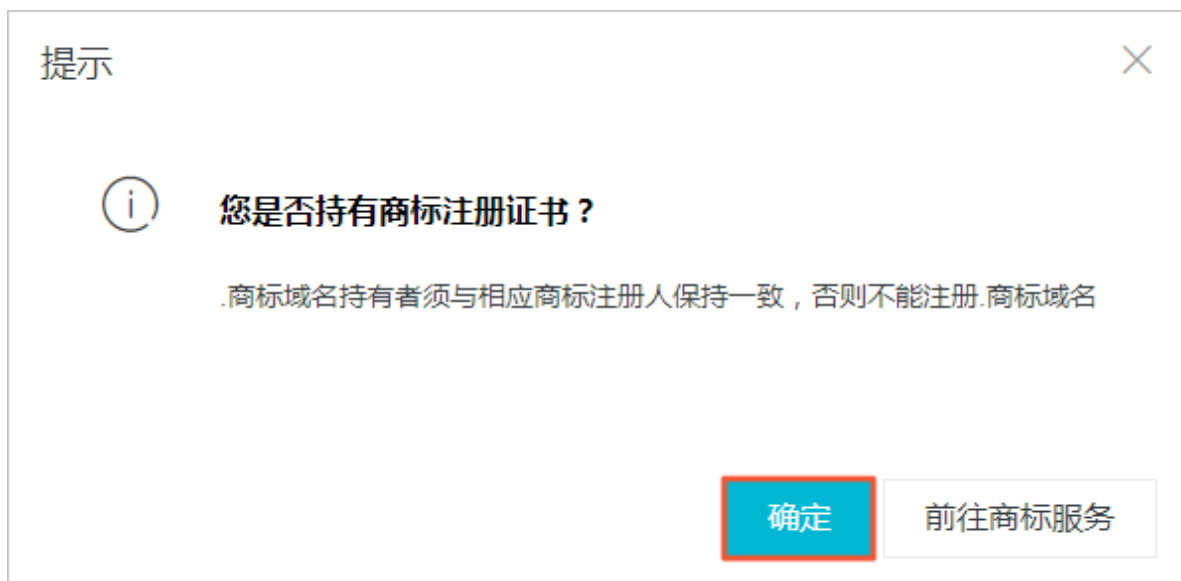 提示
您是否持有商标注册证书？
.商标域名持有者须与相应商标注册人保持一致，否则不能注册.商标域名
确定
前往商标服务